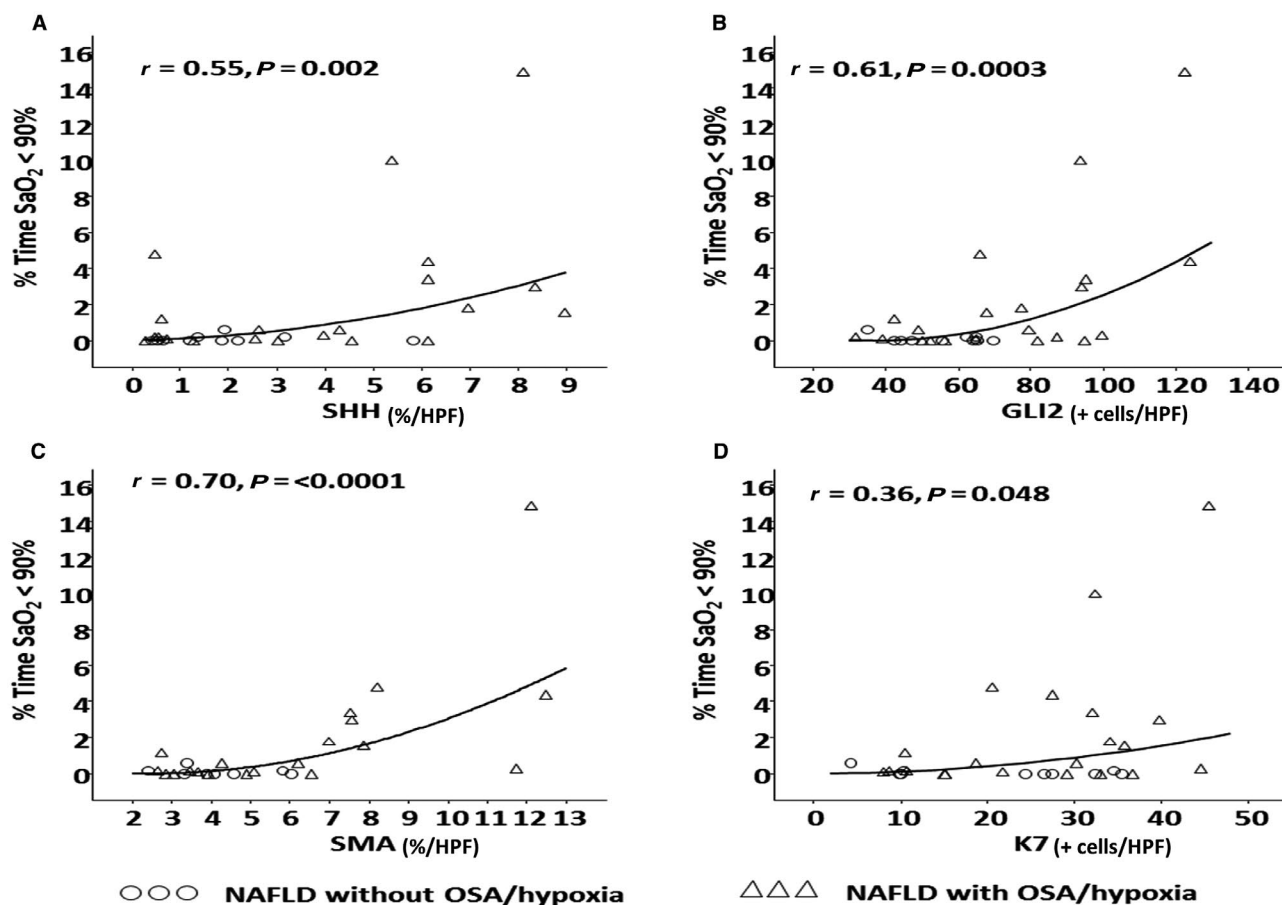 A
r = 0.55, P = 0.002
% Time SaO₂ < 90%
16
14
12
10
8
6
4
2
0
0 1 2 3 4 5 6 7 8 9
SHH (%/HPF)
B
r = 0.61, P = 0.0003
% Time SaO₂ < 90%
16
14
12
10
8
6
4
2
0
20 40 60 80 100 120 140
GLI2 (+ cells/HPF)
C
r = 0.70, P = <0.0001
% Time SaO₂ < 90%
16
14
12
10
8
6
4
2
0
2 3 4 5 6 7 8 9 10 11 12 13
SMA (%/HPF)
D
r = 0.36, P = 0.048
% Time SaO₂ < 90%
16
14
12
10
8
6
4
2
0
0 10 20 30 40 50
K7 (+ cells/HPF)
NAFLD without OSA/hypoxia
NAFLD with OSA/hypoxia